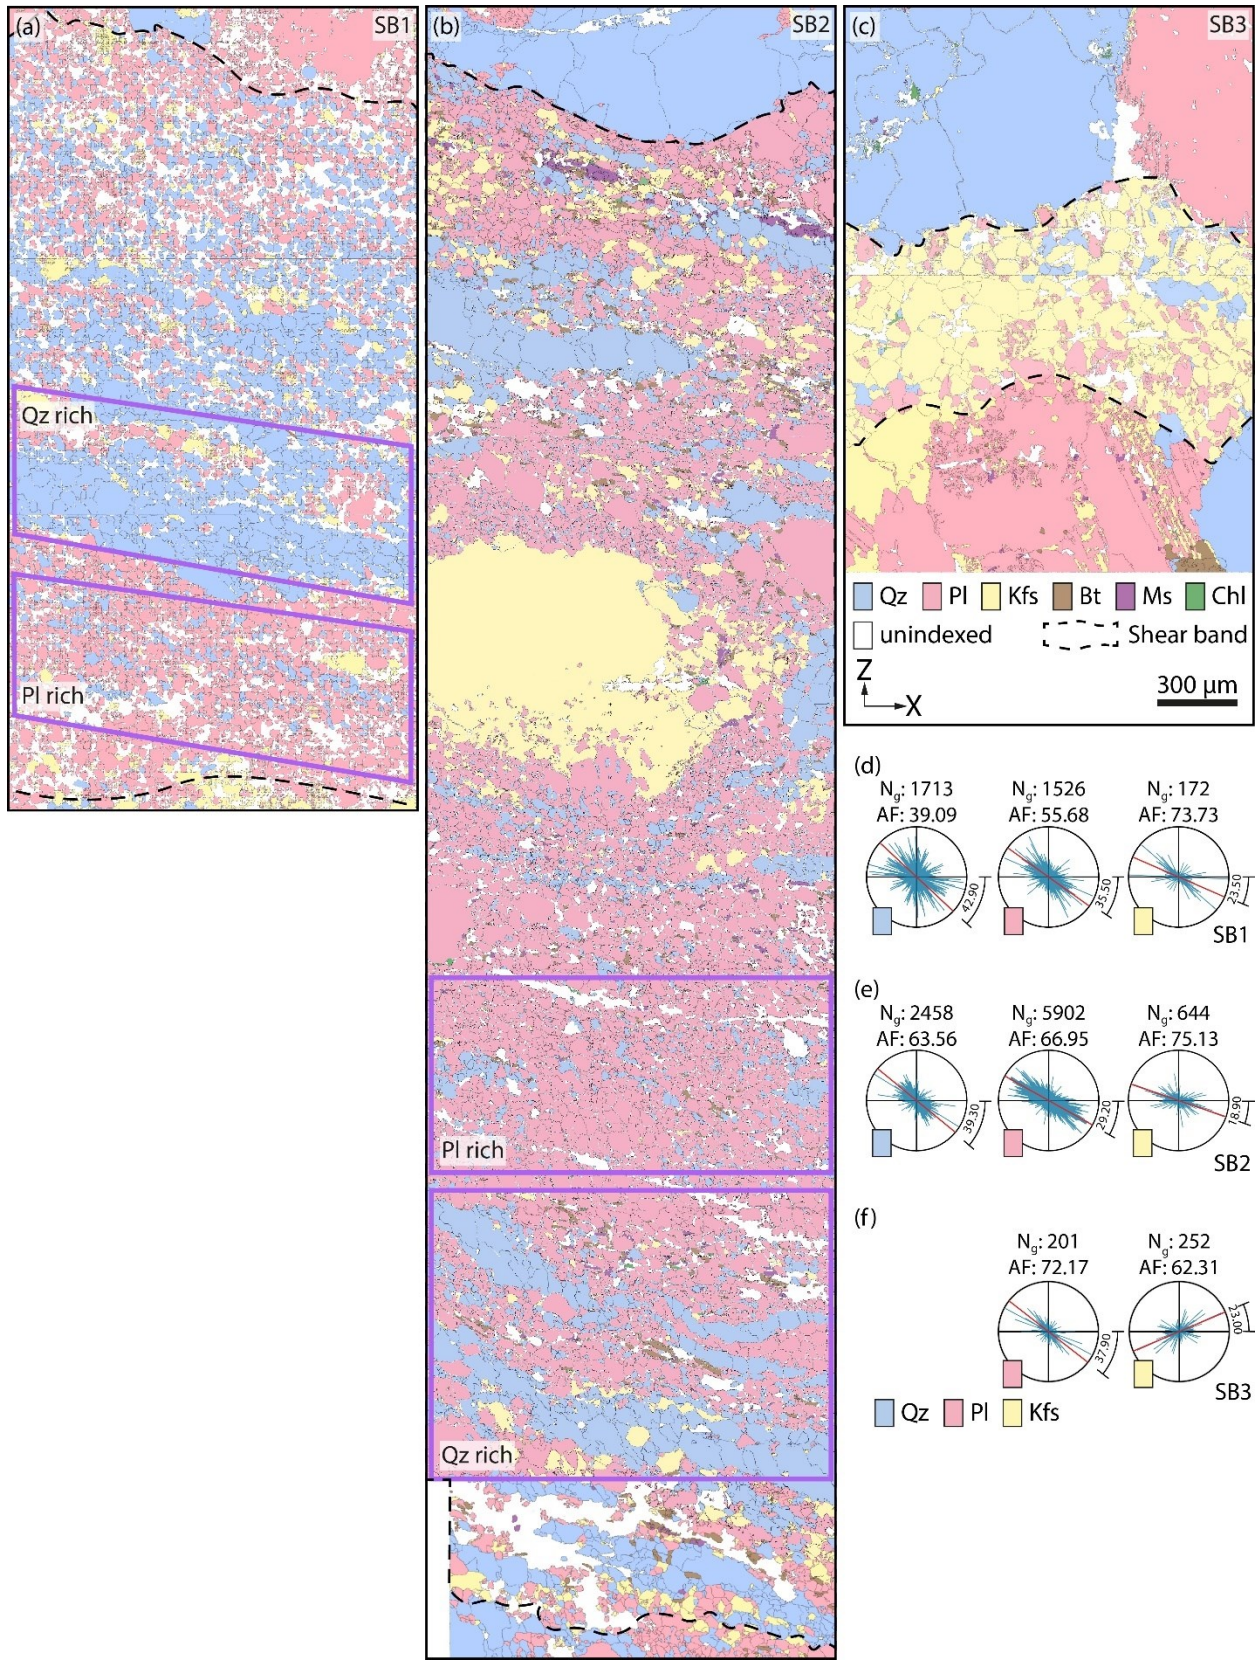 (a) SB1
Qz rich
Pl rich
(b) SB2
Pl rich
Qz rich
(c) SB3
Qz Pl Kfs Bt Ms Chl
unindexed Shear band
Z
X
300 µm
(d)
Ng: 1713 Ng: 1526 Ng: 172
AF: 39.09 AF: 55.68 AF: 73.73
42.90 35.50 23.50
SB1
(e)
Ng: 2458 Ng: 5902 Ng: 644
AF: 63.56 AF: 66.95 AF: 75.13
39.30 29.20 18.90
SB2
(f)
Ng: 201 Ng: 252
AF: 72.17 AF: 62.31
37.90 23.00
SB3
Qz Pl Kfs